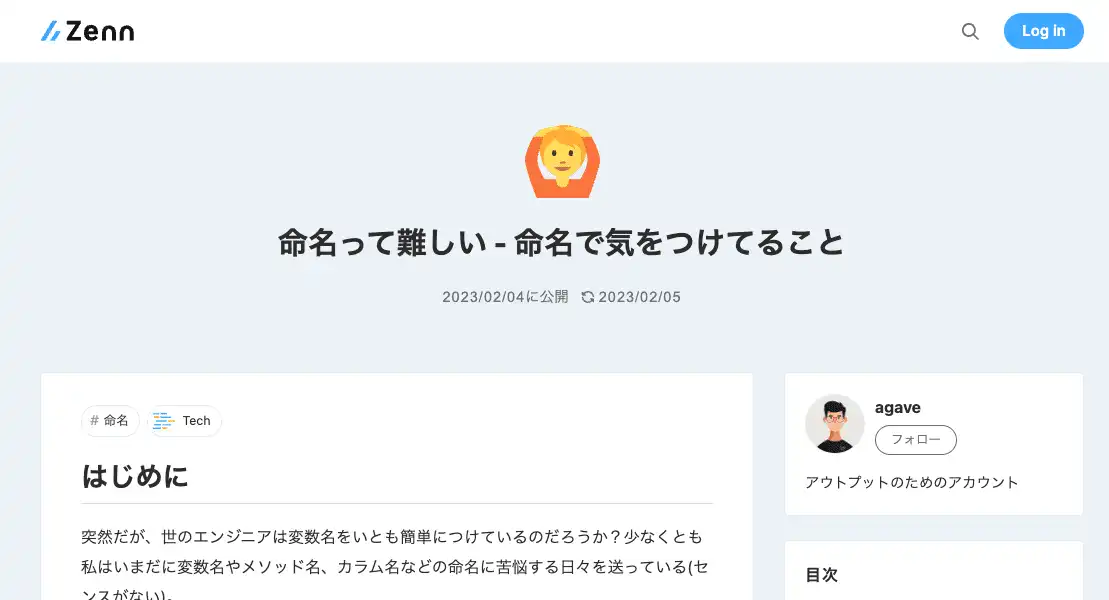 Zenn
Log in
命名って難しい - 命名で気をつけてること
2023/02/04に公開 2023/02/05
# 命名 Tech
はじめに
突然だが、世のエンジニアは変数名をいとも簡単につけているのだろうか？少なくとも
私はいまだに変数名やメソッド名、カラム名などの命名に苦悩する日々を送っている(セ
ンスがない)。
agave
フォロー
アウトプットのためのアカウント
目次